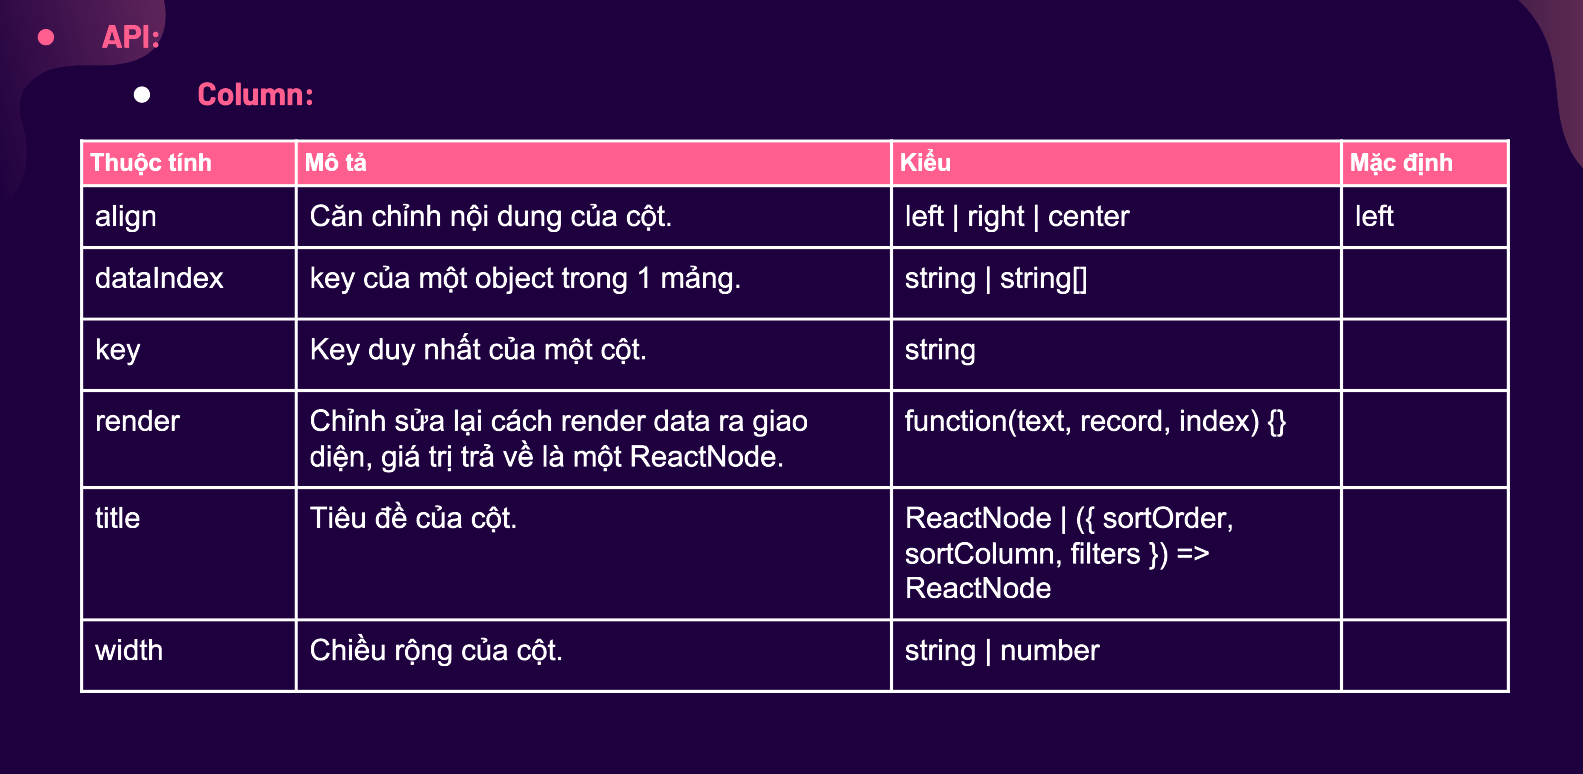 API:
Column:
Thuộc tính Mô tả Kiểu Mặc định
align Căn chỉnh nội dung của cột. left | right | center left
dataIndex key của một object trong 1 mảng. string | string[]
key Key duy nhất của một cột. string
render Chỉnh sửa lại cách render data ra giao function(text, record, index) {}
diện, giá trị trả về là một ReactNode.
title Tiêu đề của cột. ReactNode | ({ sortOrder,
sortColumn, filters }) =>
ReactNode
width Chiều rộng của cột. string | number